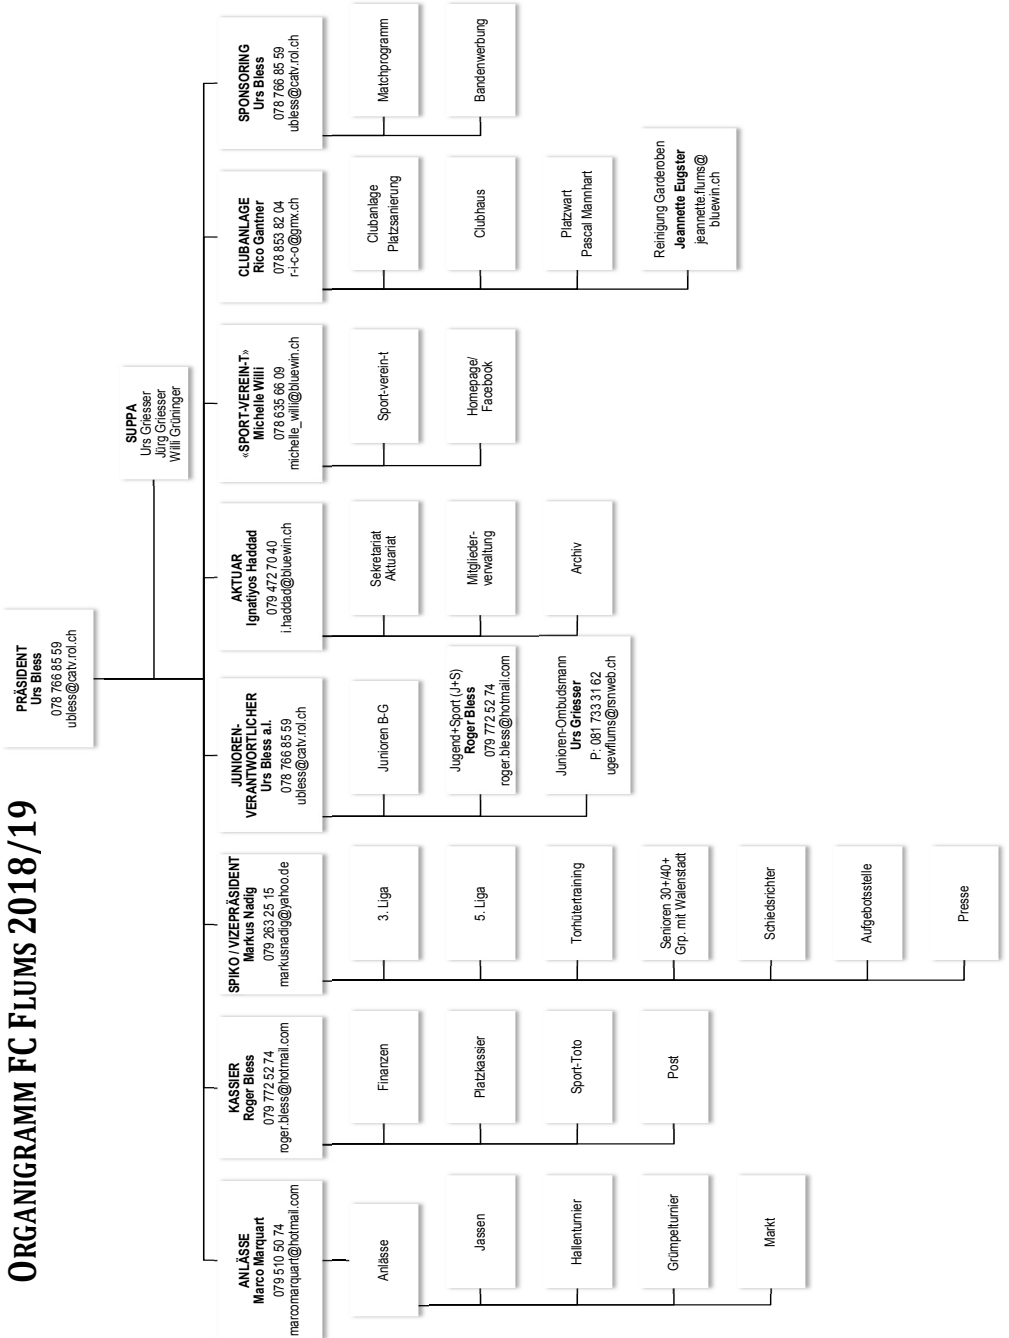 ORGANIGRAMM FC FLUMS 2018/19
PRÄSIDENT
Urs Bless
078 766 85 59
ubless@catv.rol.ch
SUPPA
Urs Griesser
Jürg Griesser
Willi Grüninger
ANLÄSSE
Marco Marquart
079 510 50 74
marcomarquart@hotmail.com
Anlässe
Jassen
Hallenturnier
Grümpelturnier
Markt
KASSIER
Roger Bless
079 772 52 74
roger.bless@hotmail.com
Finanzen
Platzkassier
Sport-Toto
Post
SPIKO / VIZEPRÄSIDENT
Markus Nadig
079 263 25 15
markusnadig@yahoo.de
3. Liga
5. Liga
Torhütertraining
Senioren 30+/40+
Grp. mit Walenstadt
Schiedsrichter
Aufgebotsstelle
Presse
JUNIOREN-
VERANTWORTLICHER
Urs Bless a.I.
078 766 85 59
ubless@catv.rol.ch
Junioren B-G
Jugend+Sport (J+S)
Roger Bless
079 772 52 74
roger.bless@hotmail.com
Junioren-Ombudsmann
Urs Griesser
P: 081 733 31 62
ugewflums@rsnweb.ch
AKTUAR
Ignatiyos Haddad
079 472 70 40
i.haddad@bluewin.ch
Sekretariat
Aktuariat
Mitglieder-
verwaltung
Archiv
«SPORT-VEREIN-T»
Michelle Willi
078 635 66 09
michelle_willi@bluewin.ch
Sport-verein-t
Homepage/
Facebook
CLUBANLAGE
Rico Gantner
078 853 82 04
r-i-c-o@gmx.ch
Clubanlage
Platzsanierung
Clubhaus
Platzwart
Pascal Mannhart
Reinigung Garderoben
Jeannette Eugster
jeannette.flums@
bluewin.ch
SPONSORING
Urs Bless
078 766 85 59
ubless@catv.rol.ch
Matchprogramm
Bandenwerbung